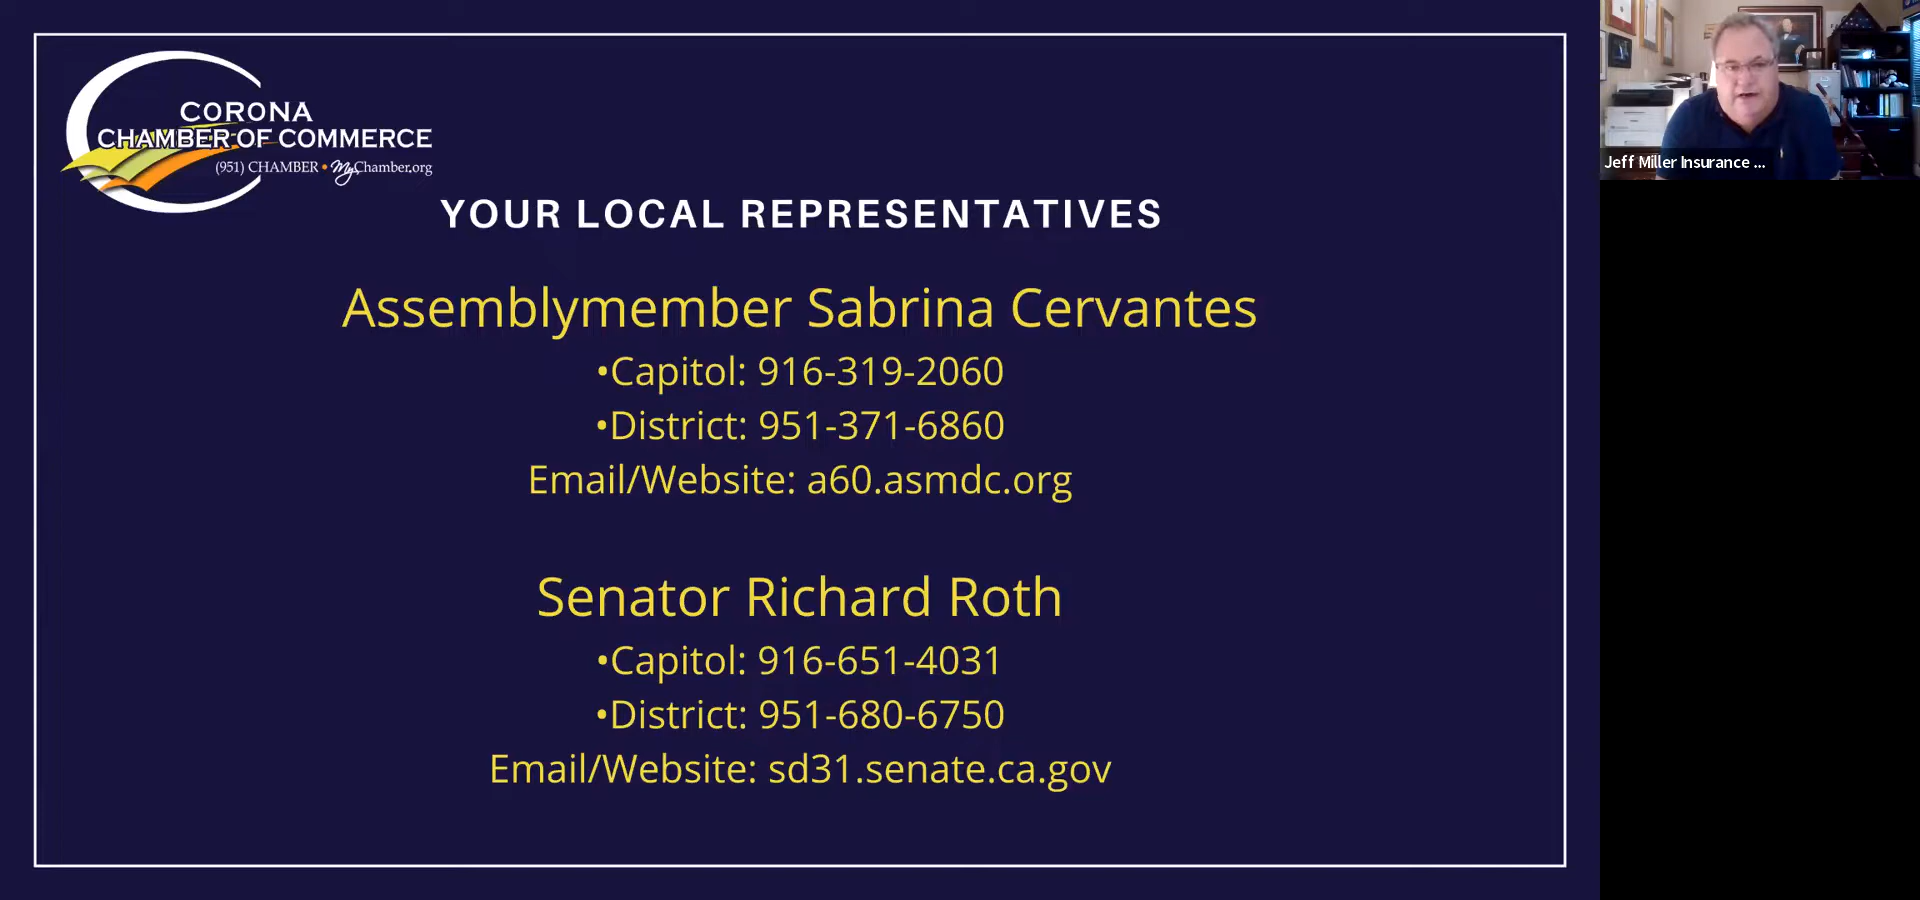 CORONA
CHAMBER OF COMMERCE
(951) CHAMBER • MyChamber.org
YOUR LOCAL REPRESENTATIVES
Assemblymember Sabrina Cervantes
•Capitol: 916-319-2060
•District: 951-371-6860
Email/Website: a60.asmdc.org
Senator Richard Roth
•Capitol: 916-651-4031
•District: 951-680-6750
Email/Website: sd31.senate.ca.gov
Jeff Miller Insurance ...